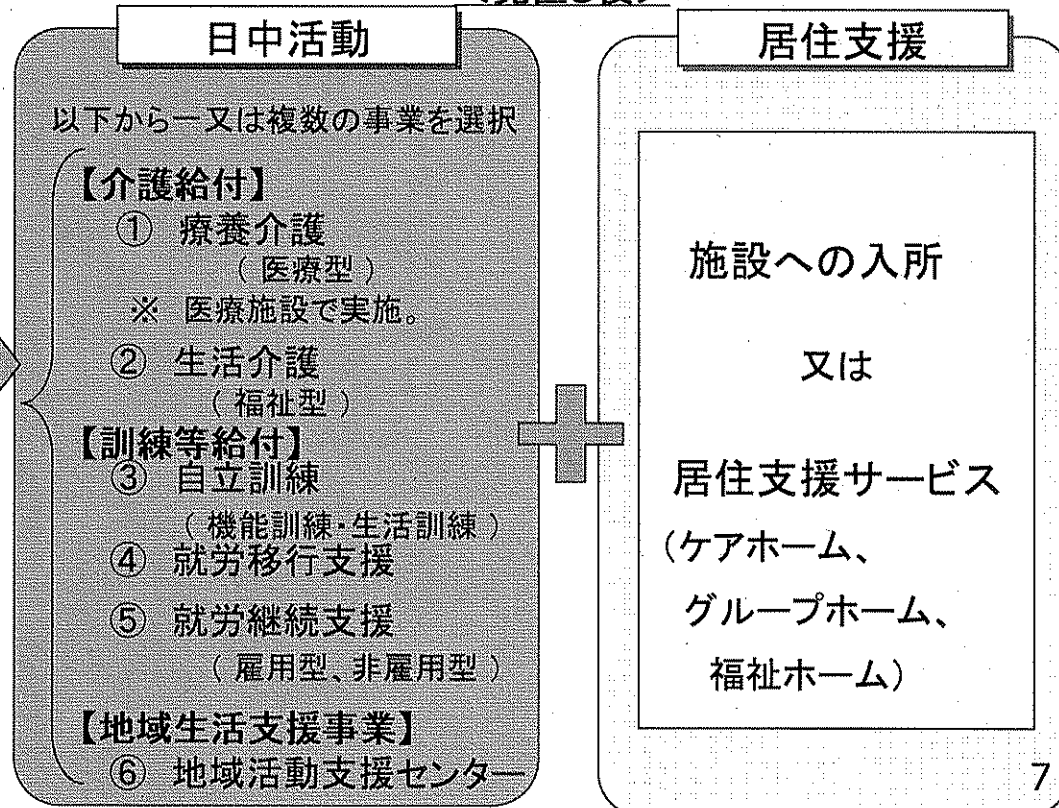 日中活動
以下から一又は複数の事業を選択
【介護給付】
① 療養介護
（医療型）
※ 医療施設で実施。
② 生活介護
（福祉型）
【訓練等給付】
③ 自立訓練
（機能訓練・生活訓練）
④ 就労移行支援
⑤ 就労継続支援
（雇用型、非雇用型）
【地域生活支援事業】
⑥ 地域活動支援センター
居住支援
施設への入所
又は
居住支援サービス
（ケアホーム、
グループホーム、
福祉ホーム）
7